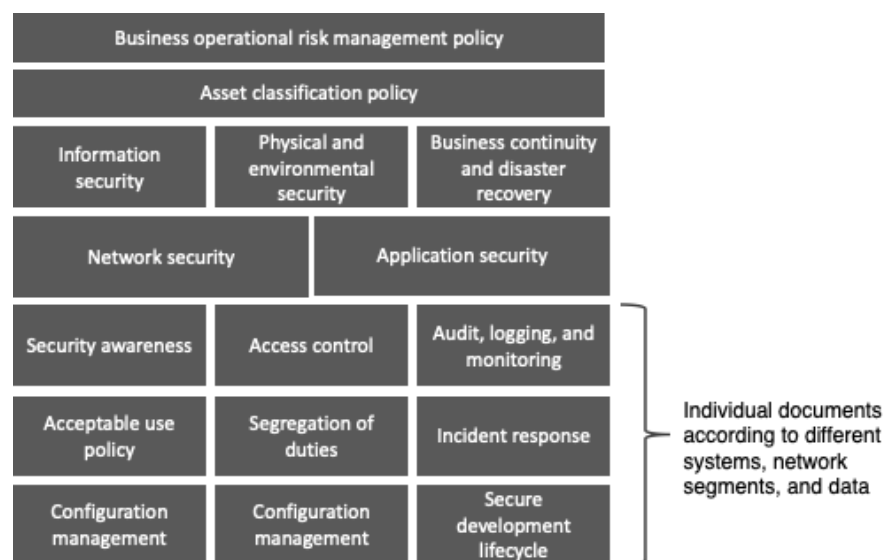 Business operational risk management policy
Asset classification policy
Information
security
Physical and
environmental
security
Business continuity
and disaster
recovery
Network security
Application security
Security awareness
Access control
Audit, logging, and
monitoring
Acceptable use
policy
Segregation of
duties
Incident response
Configuration
management
Configuration
management
Secure
development
lifecycle
Individual documents
according to different
systems, network
segments, and data